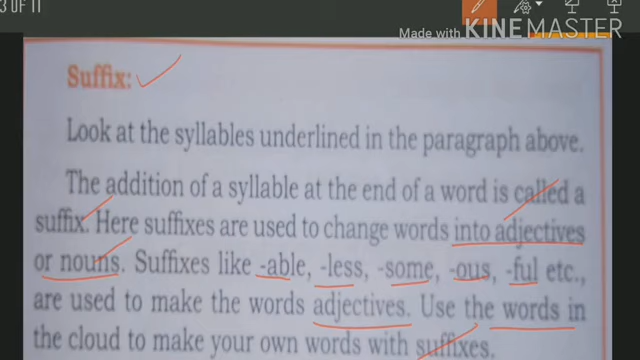 3 OF 11
Made with KINEMASTER
Suffix:
Look at the syllables underlined in the paragraph above.
The addition of a syllable at the end of a word is called a
suffix. Here suffixes are used to change words into adjectives
or nouns. Suffixes like -able, -less, -some, -ous, -ful etc.,
are used to make the words adjectives. Use the words in
the cloud to make your own words with suffixes.